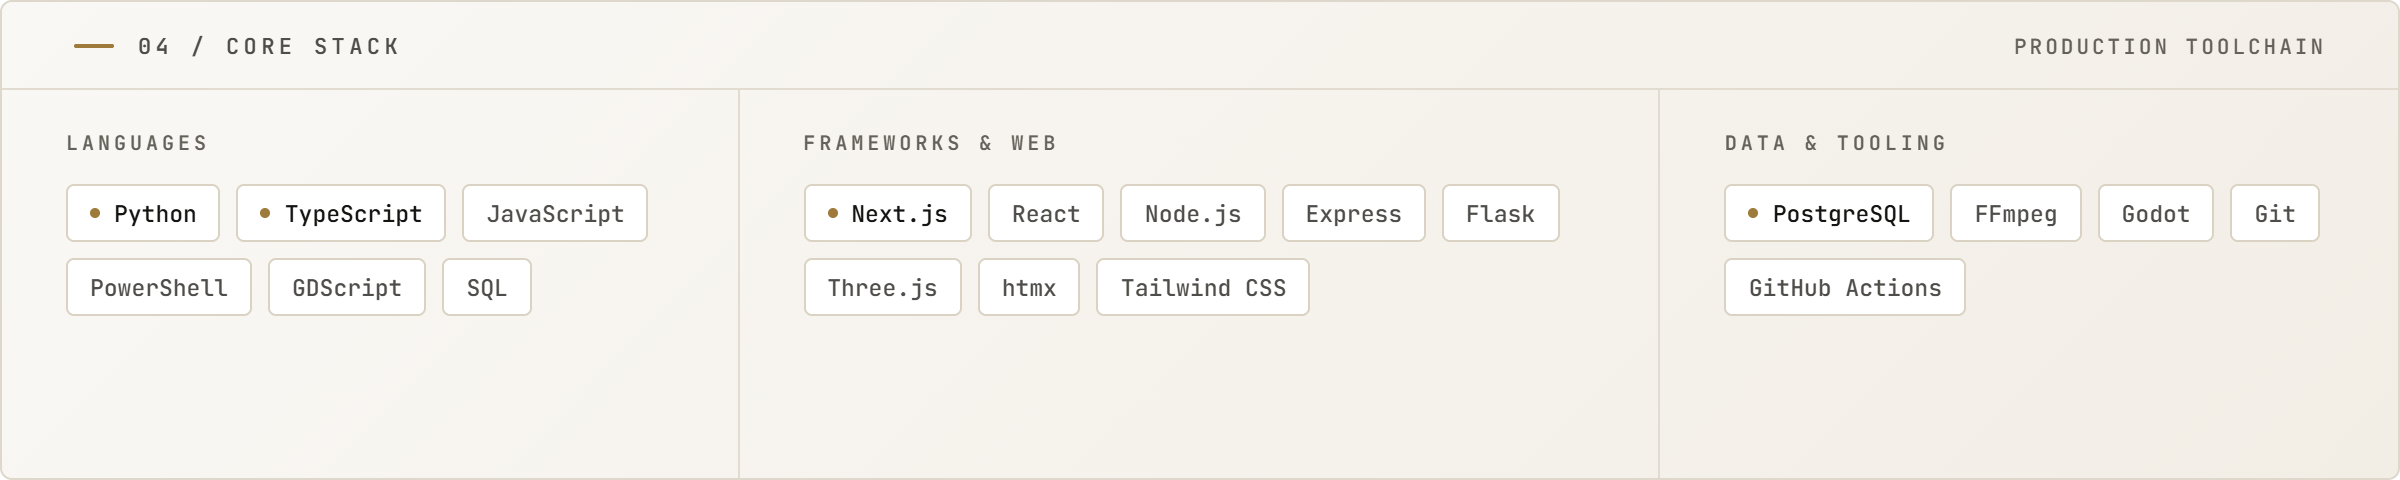 04 / CORE STACK
PRODUCTION TOOLCHAIN
LANGUAGES
Python TypeScript JavaScript
PowerShell GDScript SQL
FRAMEWORKS & WEB
Next.js React Node.js Express Flask
Three.js htmx Tailwind CSS
DATA & TOOLING
PostgreSQL FFmpeg Godot Git
GitHub Actions